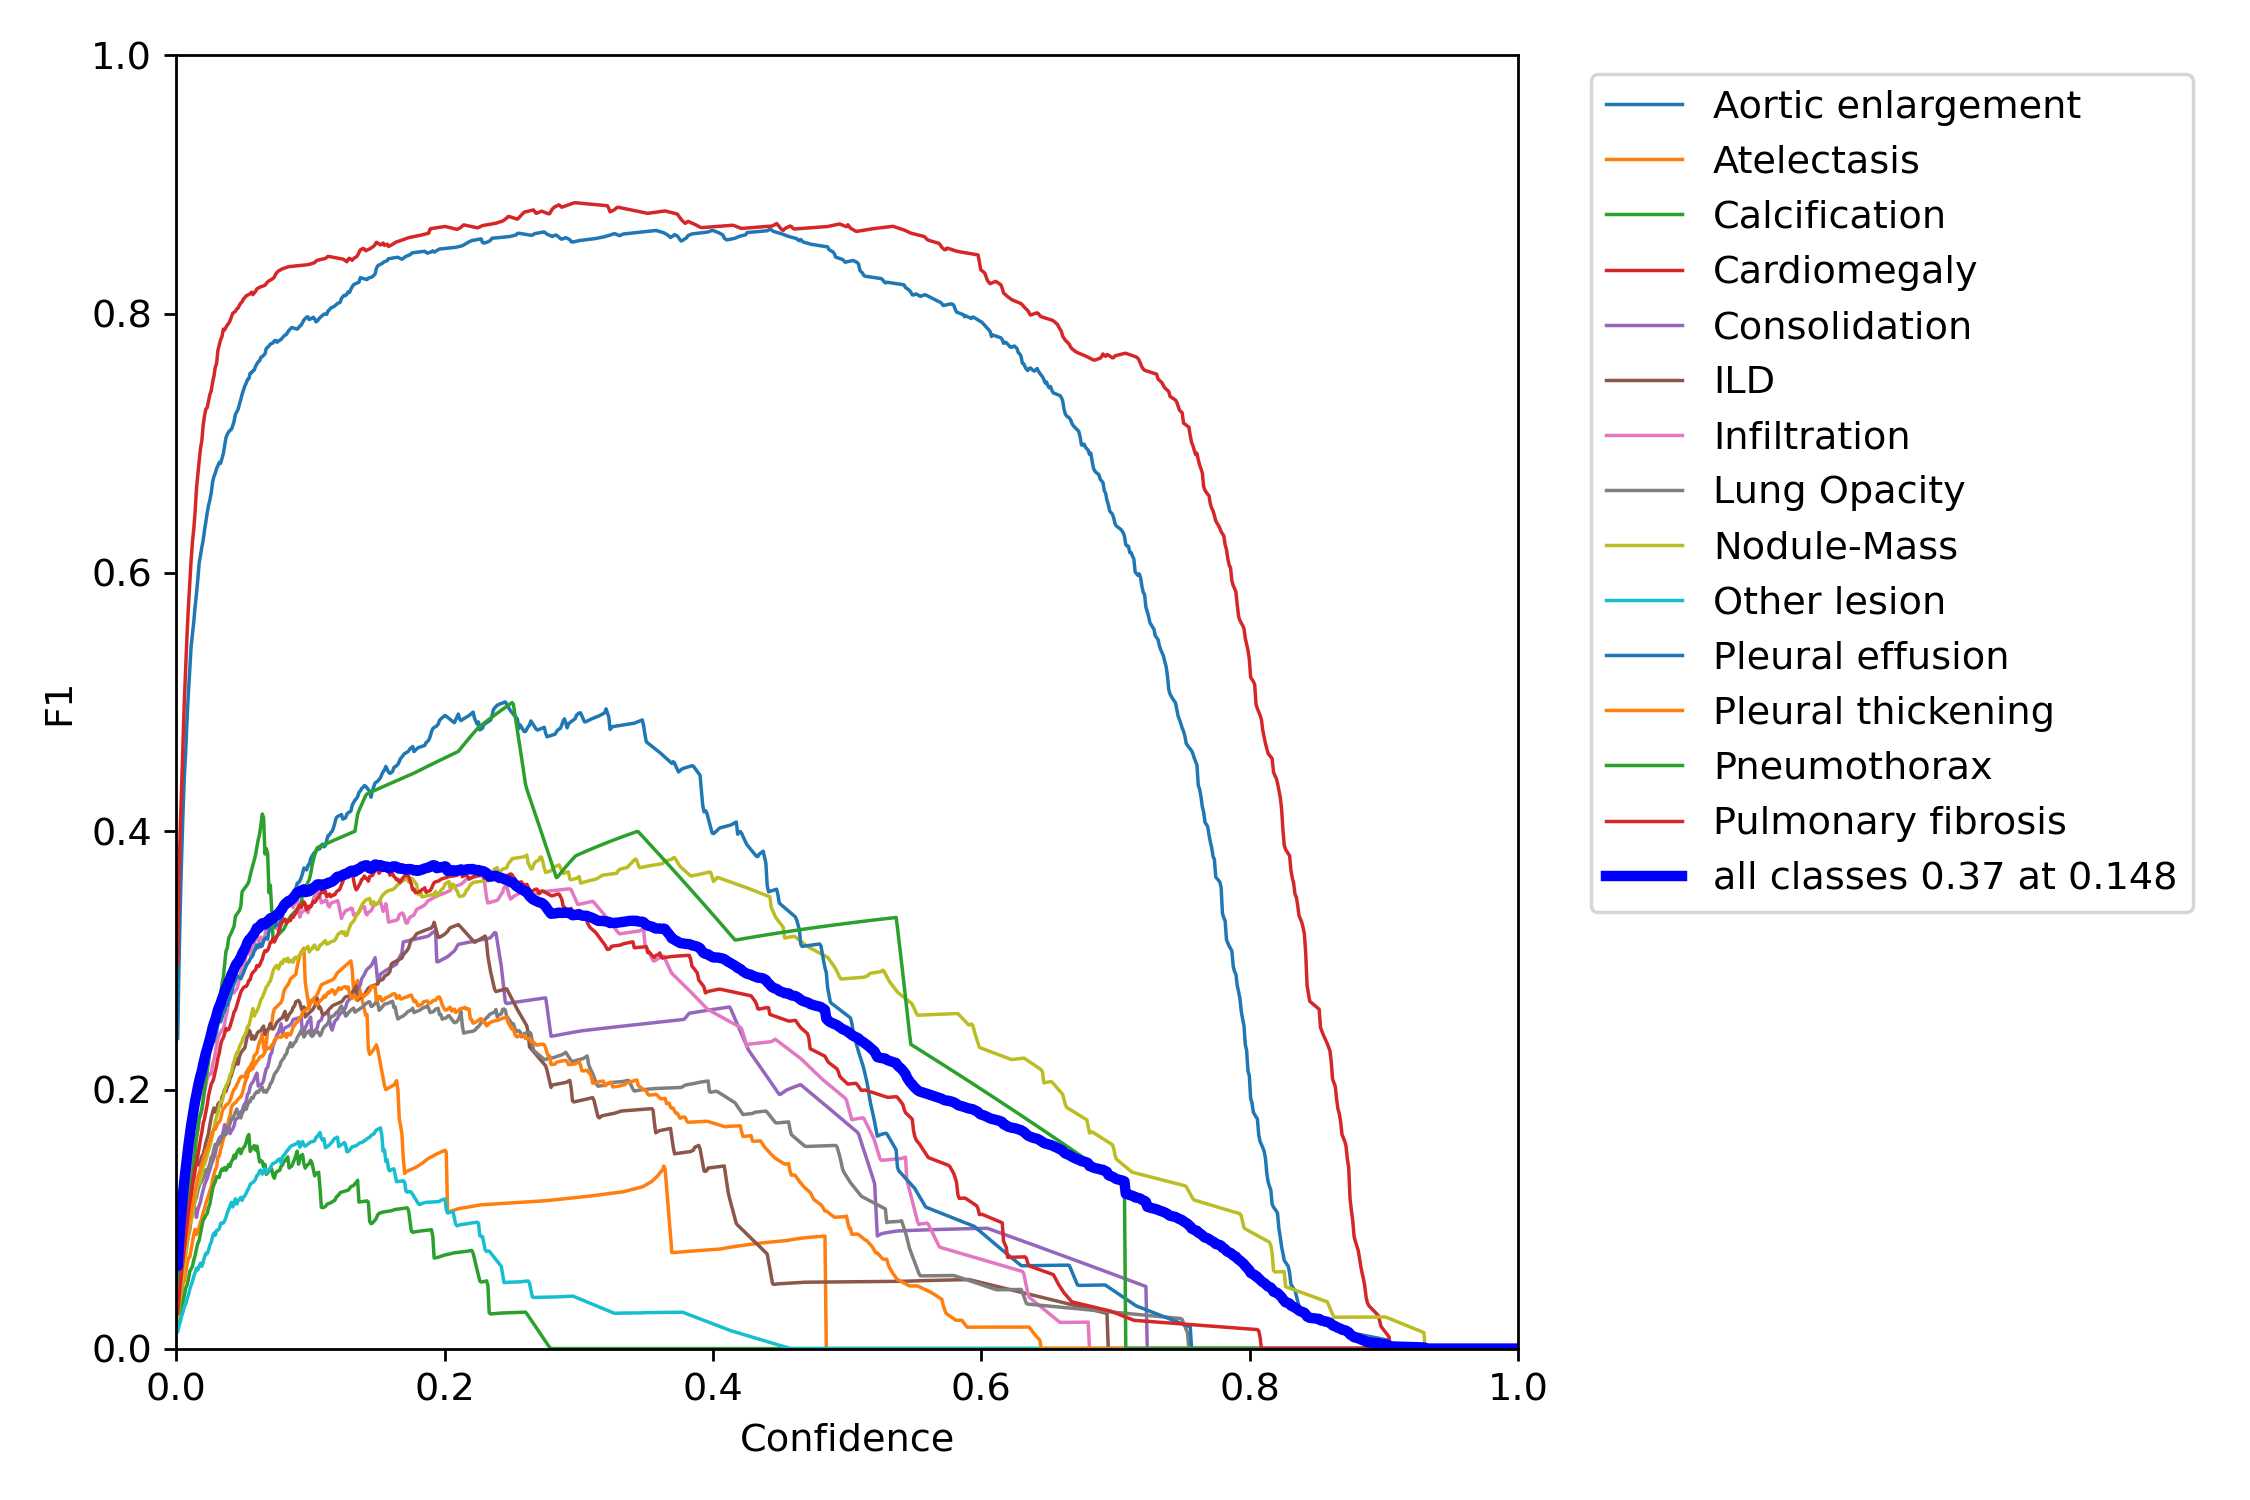 1.0
0.8
0.6
0.4
0.2
0.0
F1
0.0 0.2 0.4 0.6 0.8 1.0
Confidence
Aortic enlargement
Atelectasis
Calcification
Cardiomegaly
Consolidation
ILD
Infiltration
Lung Opacity
Nodule-Mass
Other lesion
Pleural effusion
Pleural thickening
Pneumothorax
Pulmonary fibrosis
all classes 0.37 at 0.148